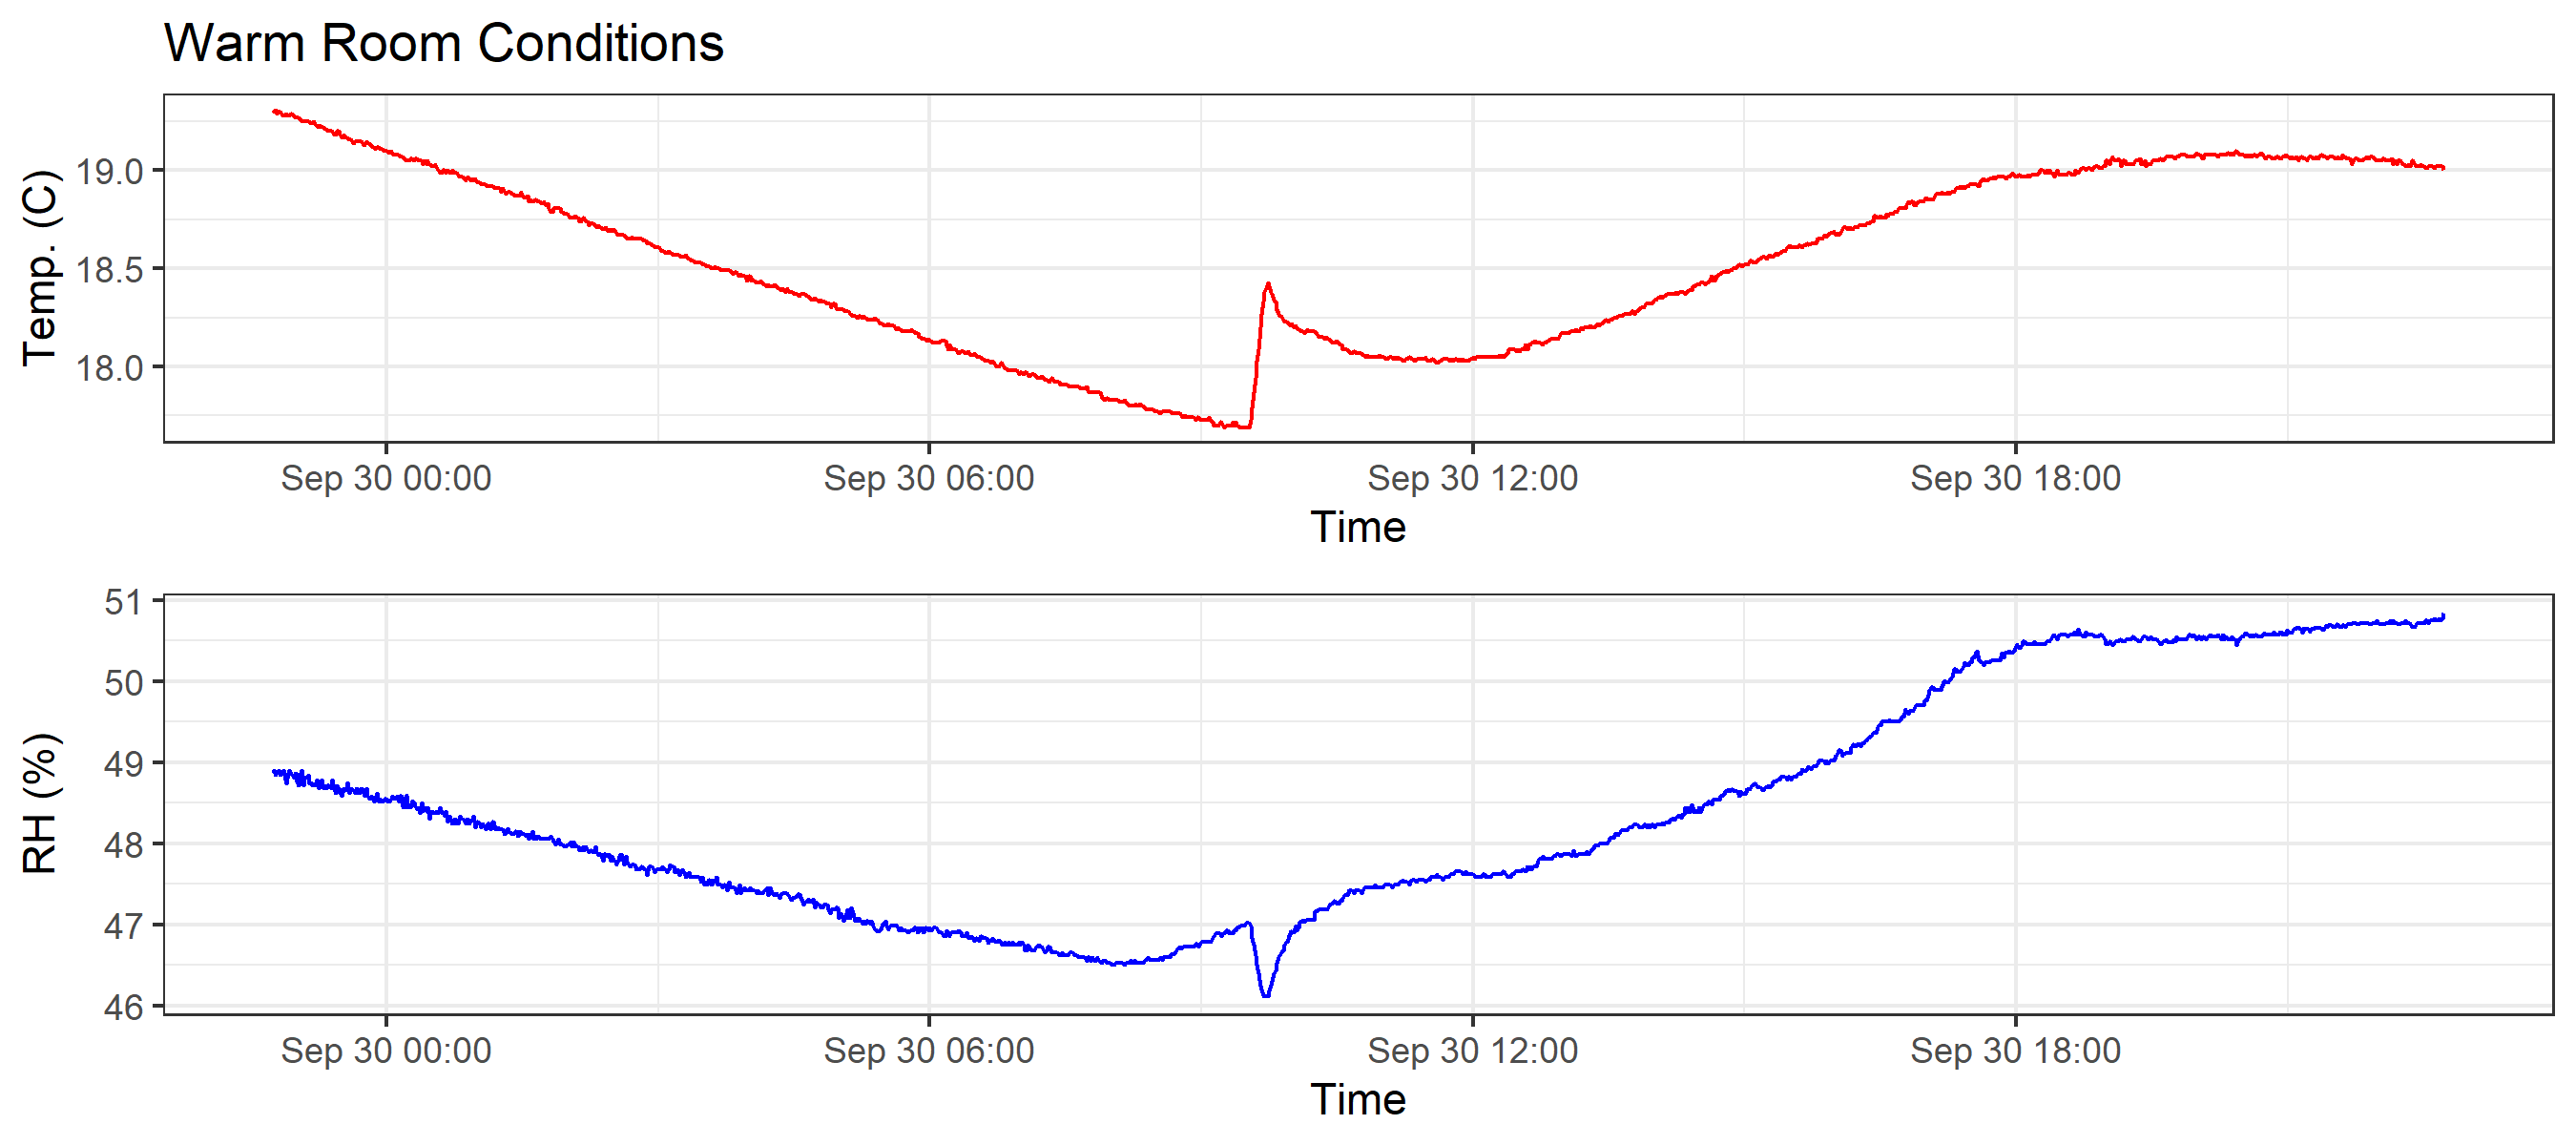 Warm Room Conditions
Temp. (C)
19.0
18.5
18.0
Sep 30 00:00 Sep 30 06:00 Sep 30 12:00 Sep 30 18:00
Time
RH (%)
51
50
49
48
47
46
Sep 30 00:00 Sep 30 06:00 Sep 30 12:00 Sep 30 18:00
Time